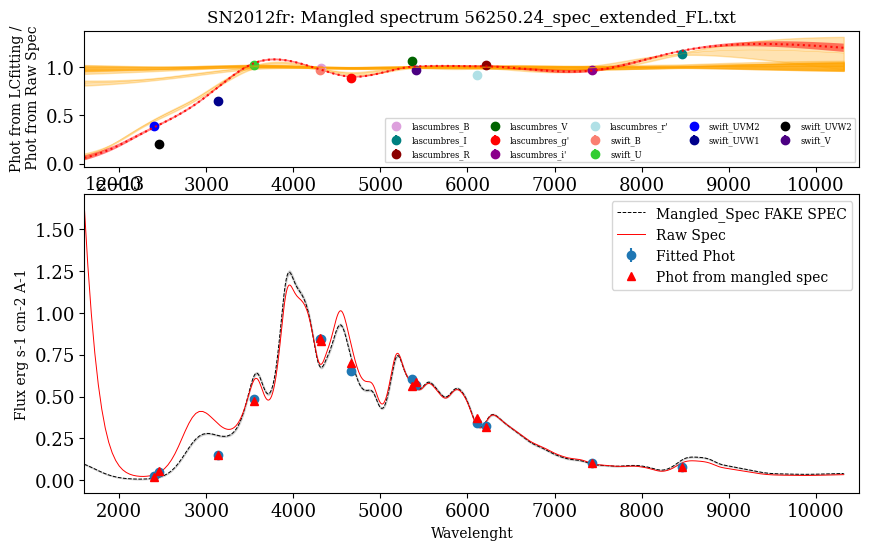 SN2012fr: Mangled spectrum 56250.24_spec_extended_FL.txt
Phot from LCfitting /
Phot from Raw Spec
1.0
0.5
0.0
lascumbres_B
lascumbres_I
lascumbres_R
lascumbres_V
lascumbres_g'
lascumbres_i'
lascumbres_r'
swift_B
swift_U
swift_UVM2
swift_UVW1
swift_UVW2
swift_V
2000 3000 4000 5000 6000 7000 8000 9000 10000
1e−13
Flux erg s-1 cm-2 A-1
1.50
1.25
1.00
0.75
0.50
0.25
0.00
Mangled_Spec FAKE SPEC
Raw Spec
Fitted Phot
Phot from mangled spec
2000 3000 4000 5000 6000 7000 8000 9000 10000
Wavelenght